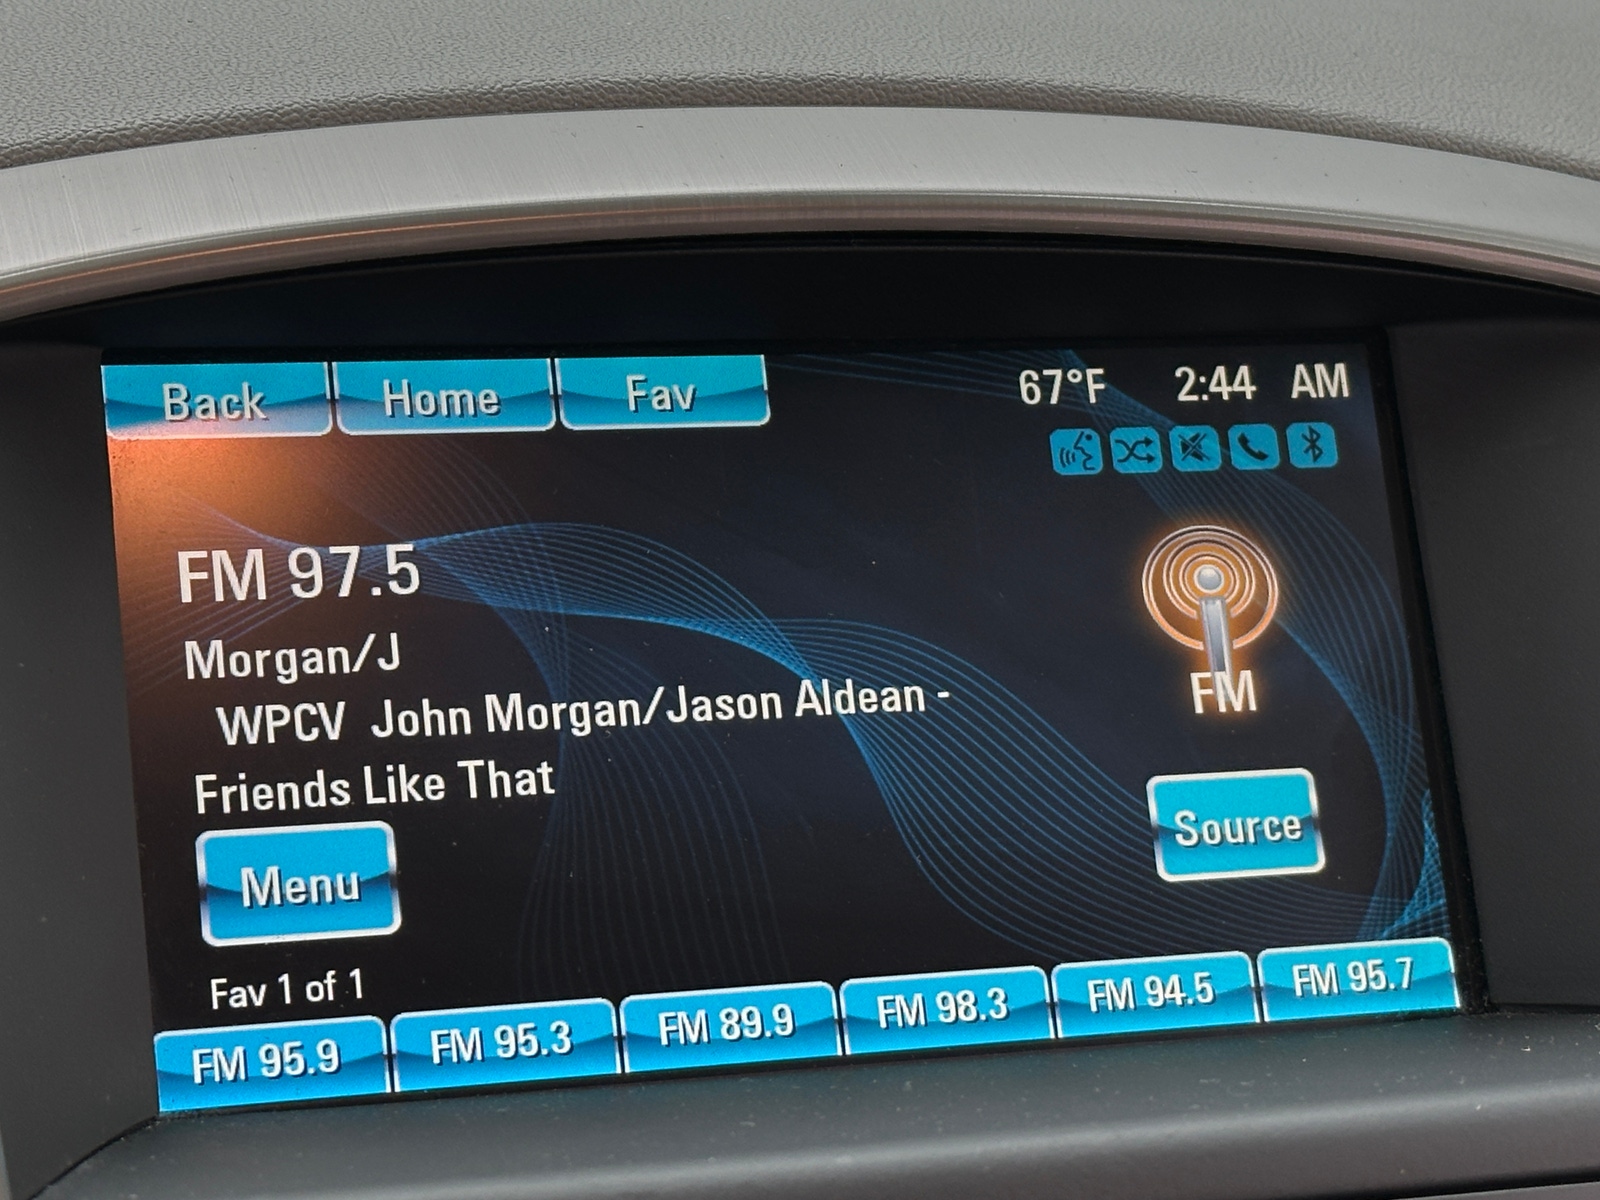 Back Home Fav 67°F 2:44 AM
FM 97.5
Morgan/J
WPCV John Morgan/Jason Aldean -
Friends Like That
FM
Source
Menu
Fav 1 of 1
FM 95.9 FM 95.3 FM 89.9 FM 98.3 FM 94.5 FM 95.7